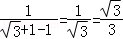 1/(√3+1-1) = 1/√3 = √3/3